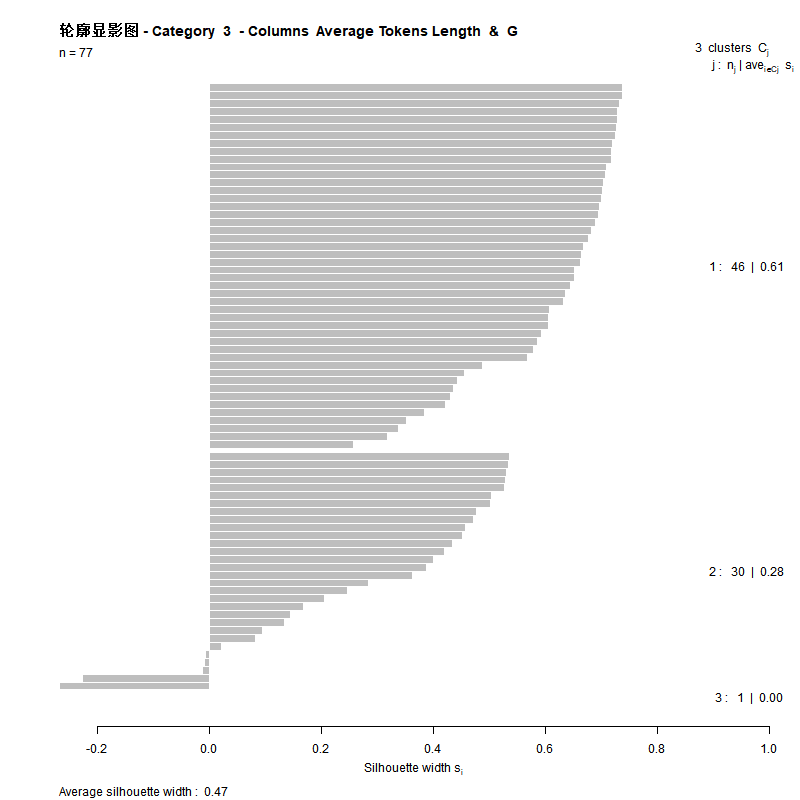 轮廓显影图 - Category 3 - Columns Average Tokens Length & G
n = 77
3 clusters Cj
j : nj | avei∈Cj si
1 : 46 | 0.61
2 : 30 | 0.28
3 : 1 | 0.00
-0.2 0.0 0.2 0.4 0.6 0.8 1.0
Silhouette width si
Average silhouette width : 0.47